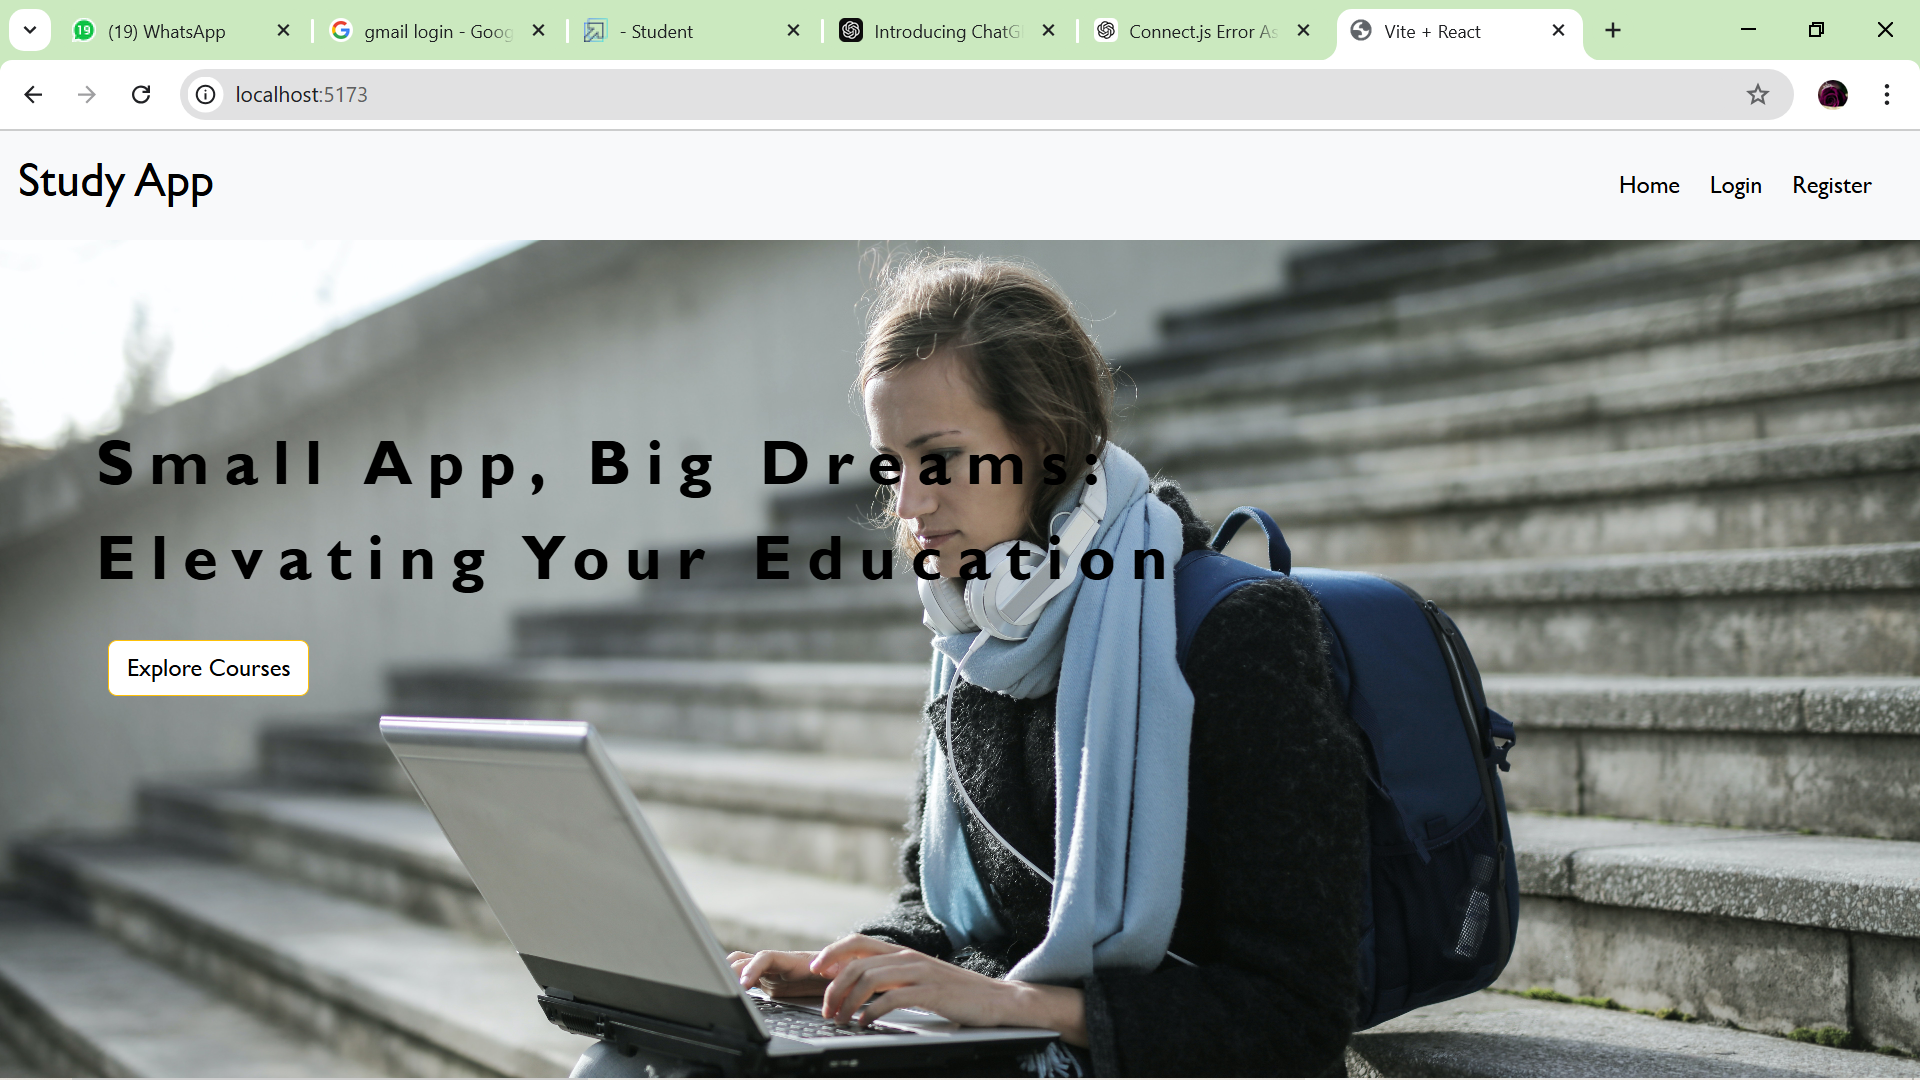 19
(19) WhatsApp
gmail login - Goog
- Student
Introducing ChatG
Connect.js Error As
Vite + React
localhost:5173
Study App
Home
Login
Register
Small App, Big Dreams:
Elevating Your Education
Explore Courses